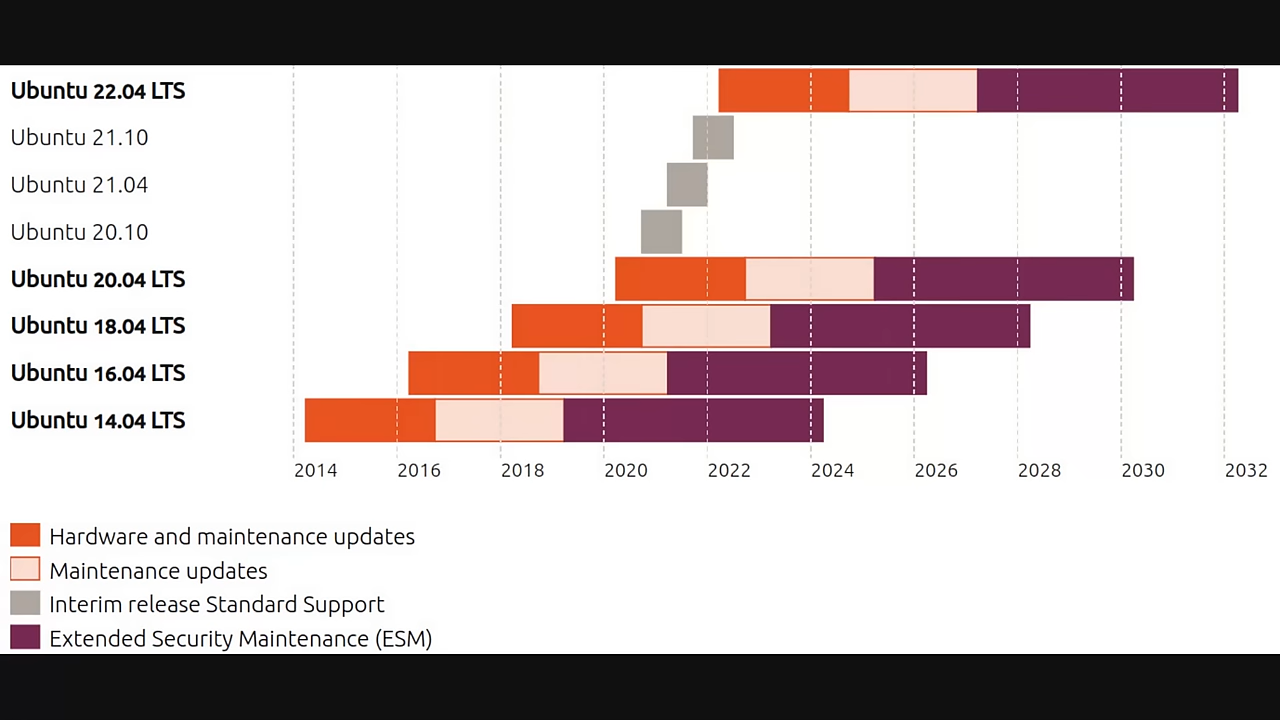 Ubuntu 22.04 LTS
Ubuntu 21.10
Ubuntu 21.04
Ubuntu 20.10
Ubuntu 20.04 LTS
Ubuntu 18.04 LTS
Ubuntu 16.04 LTS
Ubuntu 14.04 LTS
2014 2016 2018 2020 2022 2024 2026 2028 2030 2032
Hardware and maintenance updates
Maintenance updates
Interim release Standard Support
Extended Security Maintenance (ESM)